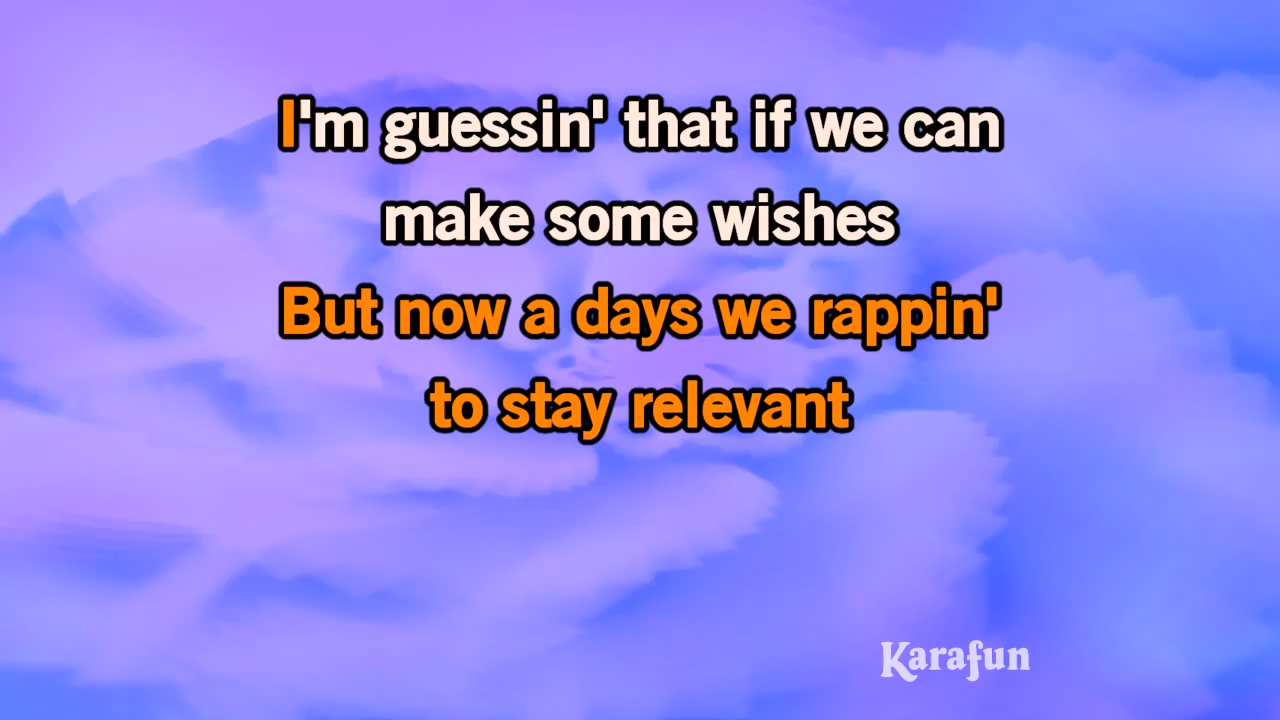 I'm guessin' that if we can
make some wishes
But now a days we rappin'
to stay relevant
Karafun